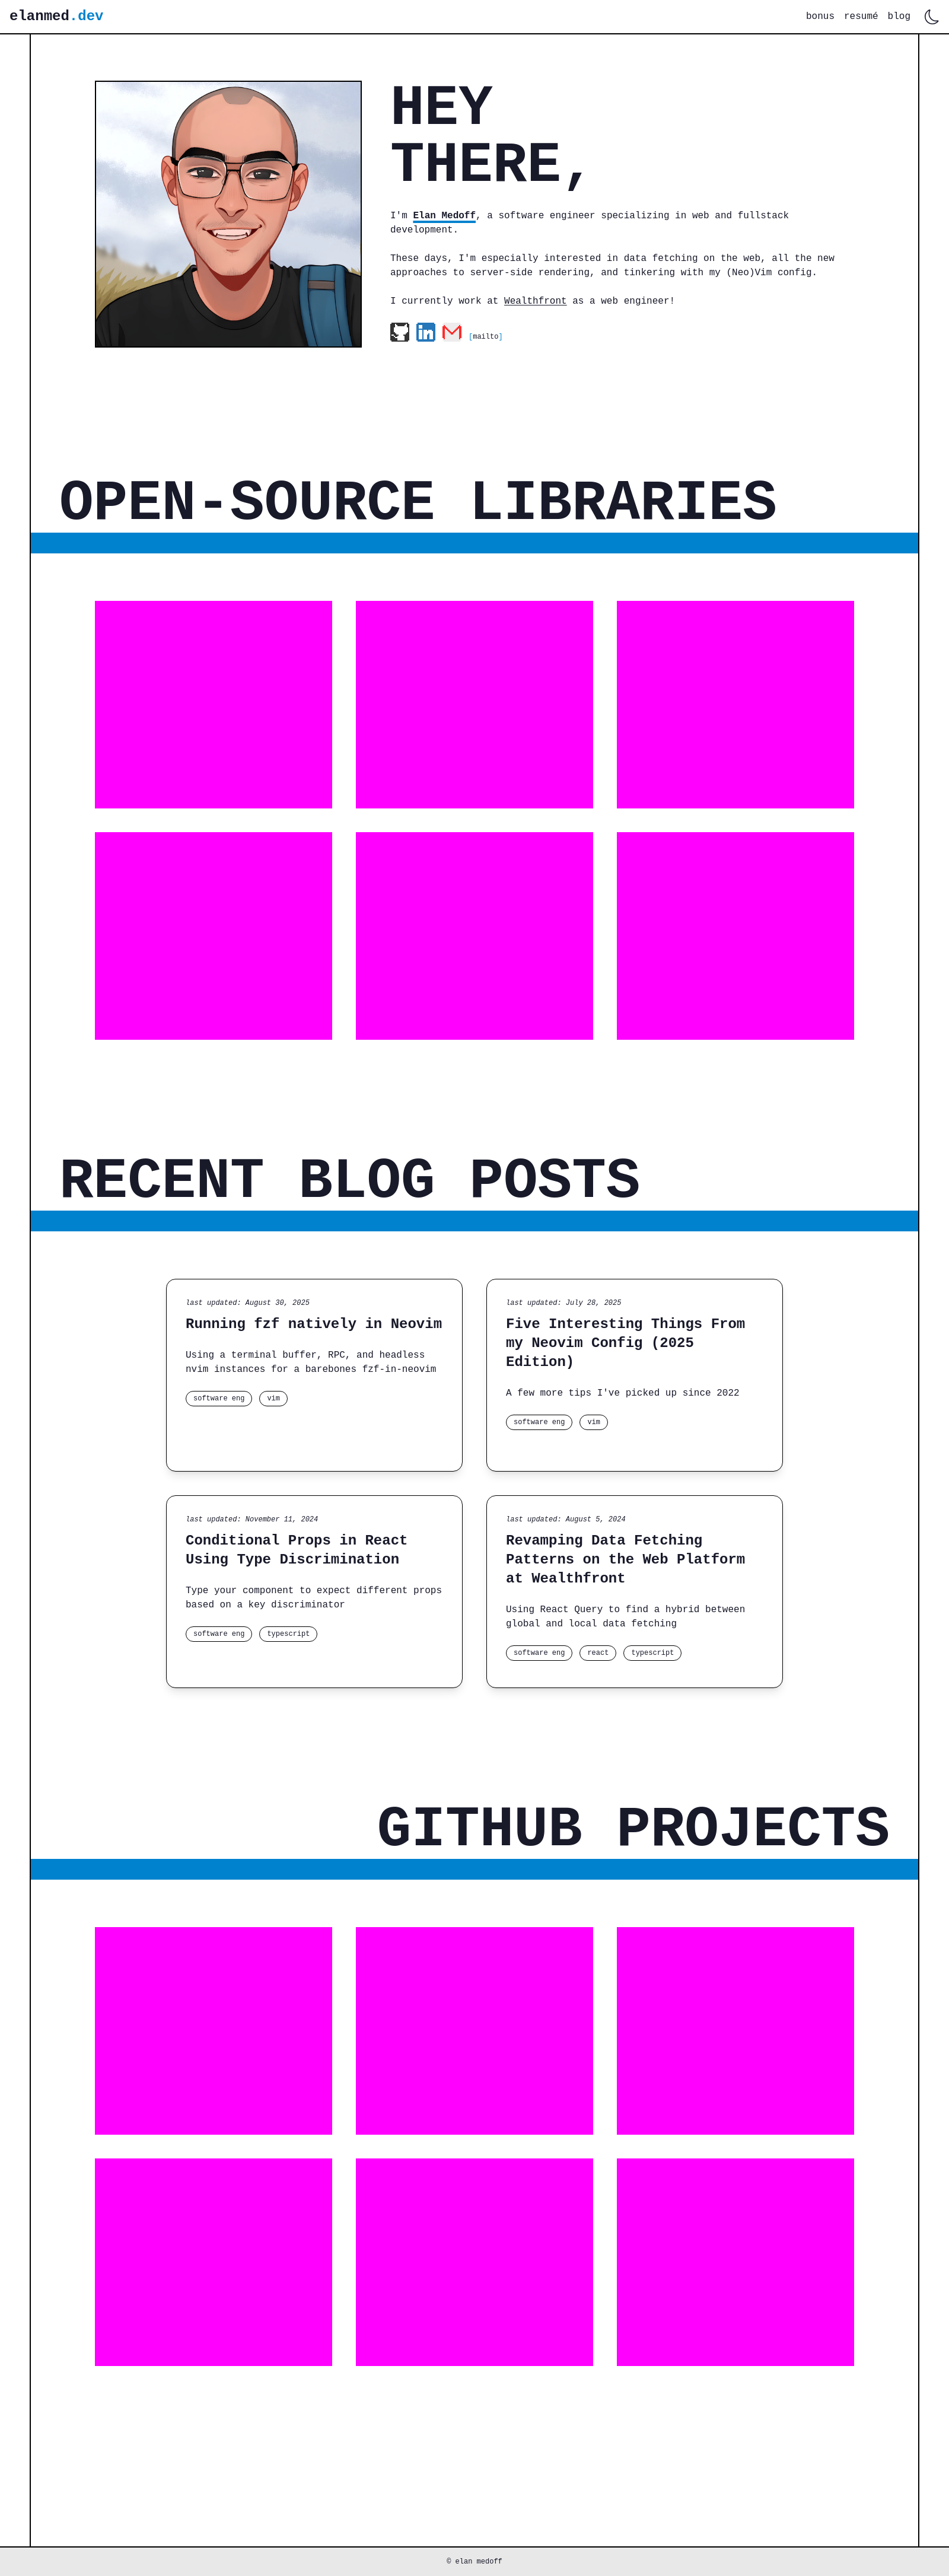 elanmed.dev
bonus resumé blog
HEY
THERE,
I'm Elan Medoff, a software engineer specializing in web and fullstack
development.
These days, I'm especially interested in data fetching on the web, all the new
approaches to server-side rendering, and tinkering with my (Neo)Vim config.
I currently work at Wealthfront as a web engineer!
in
[mailto]
OPEN-SOURCE LIBRARIES
RECENT BLOG POSTS
last updated: August 30, 2025
Running fzf natively in Neovim
Using a terminal buffer, RPC, and headless
nvim instances for a barebones fzf-in-neovim
software eng vim
last updated: July 28, 2025
Five Interesting Things From
my Neovim Config (2025
Edition)
A few more tips I've picked up since 2022
software eng vim
last updated: November 11, 2024
Conditional Props in React
Using Type Discrimination
Type your component to expect different props
based on a key discriminator
software eng typescript
last updated: August 5, 2024
Revamping Data Fetching
Patterns on the Web Platform
at Wealthfront
Using React Query to find a hybrid between
global and local data fetching
software eng react typescript
GITHUB PROJECTS
© elan medoff